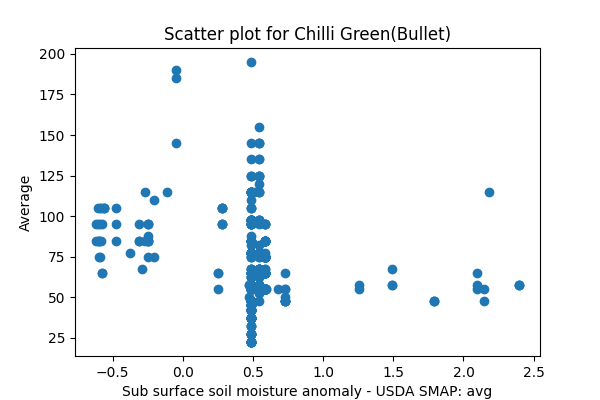 Scatter plot for Chilli Green(Bullet)
200
175
150
125
100
75
50
25
Average
−0.5 0.0 0.5 1.0 1.5 2.0 2.5
Sub surface soil moisture anomaly - USDA SMAP: avg